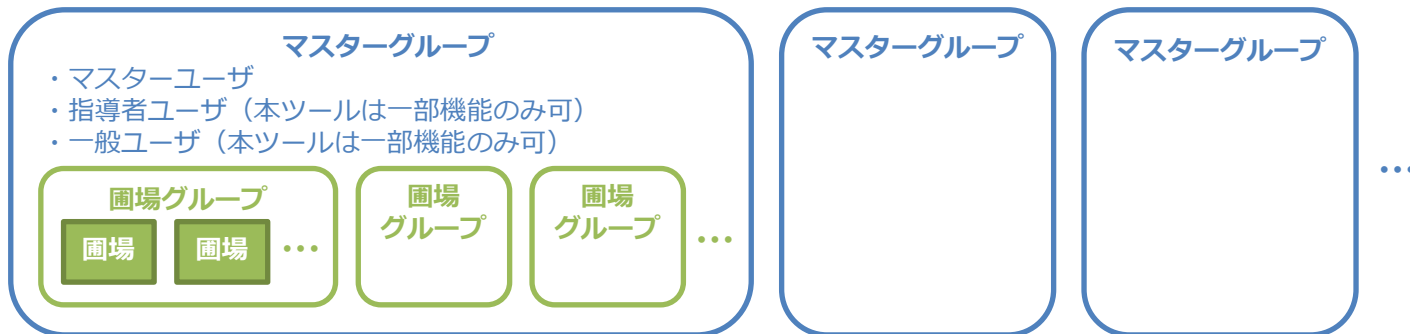 マスターグループ
・マスターユーザ
・指導者ユーザ（本ツールは一部機能のみ可）
・一般ユーザ（本ツールは一部機能のみ可）
圃場グループ
圃場
圃場
…
圃場
グループ
圃場
グループ
…
マスターグループ
マスターグループ
…